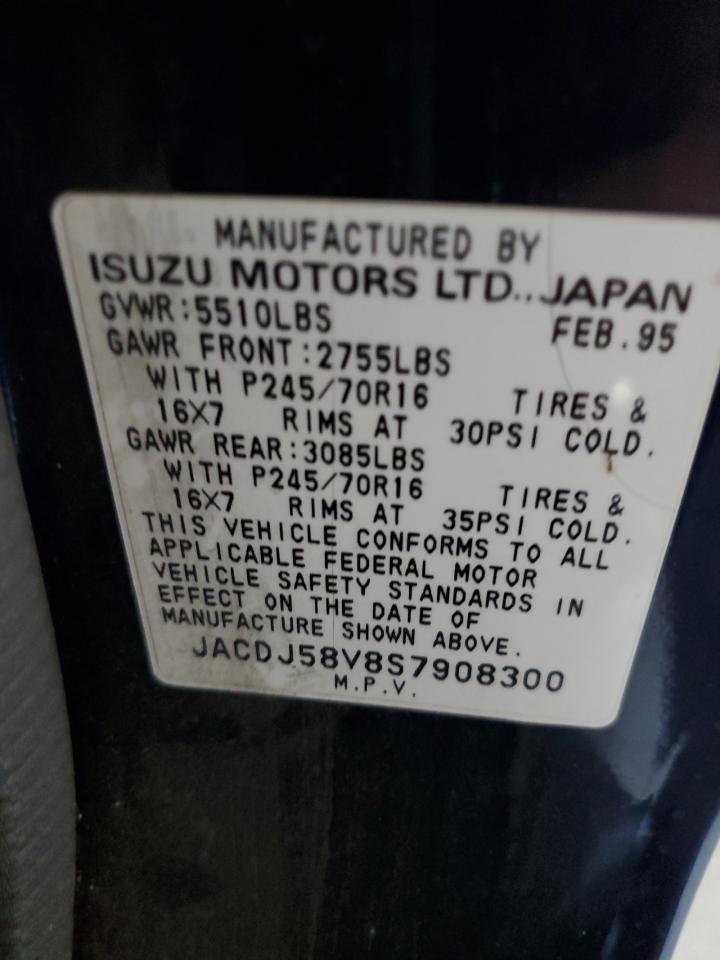 MANUFACTURED BY
ISUZU MOTORS LTD., JAPAN
GVWR:5510LBS FEB.95
GAWR FRONT:2755LBS
WITH P245/70R16 TIRES &
16X7 RIMS AT 30PSI COLD.
GAWR REAR:3085LBS
WITH P245/70R16 TIRES &
16X7 RIMS AT 35PSI COLD.
THIS VEHICLE CONFORMS TO ALL
APPLICABLE FEDERAL MOTOR
VEHICLE SAFETY STANDARDS IN
EFFECT ON THE DATE OF
MANUFACTURE SHOWN ABOVE.
JACDJ58V8S7908300
M.P.V.